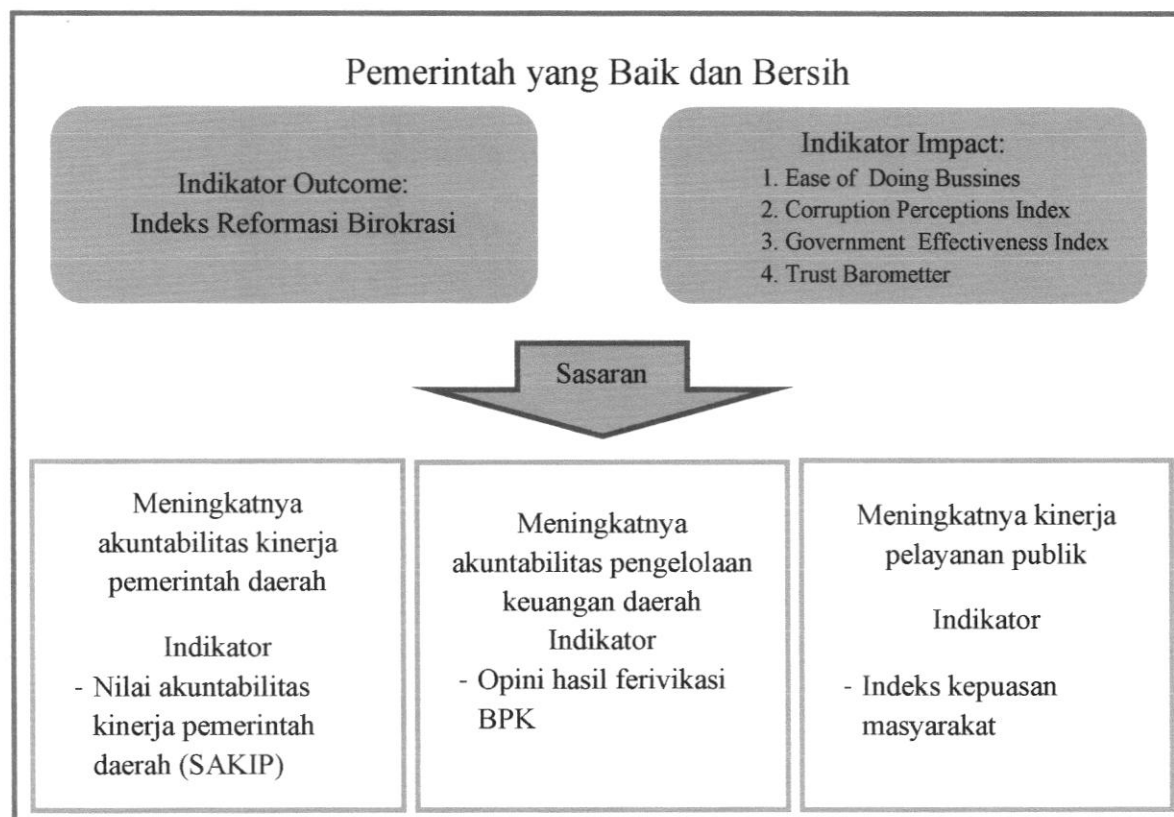 Pemerintah yang Baik dan Bersih
Indikator Outcome:
Indeks Reformasi Birokrasi
Indikator Impact:
1. Ease of Doing Bussines
2. Corruption Perceptions Index
3. Government Effectiveness Index
4. Trust Barometter
Sasaran
Meningkatnya
akuntabilitas kinerja
pemerintah daerah
Indikator
- Nilai akuntabilitas
kinerja pemerintah
daerah (SAKIP)
Meningkatnya
akuntabilitas pengelolaan
keuangan daerah
Indikator
- Opini hasil ferivikasi
BPK
Meningkatnya kinerja
pelayanan publik
Indikator
- Indeks kepuasan
masyarakat